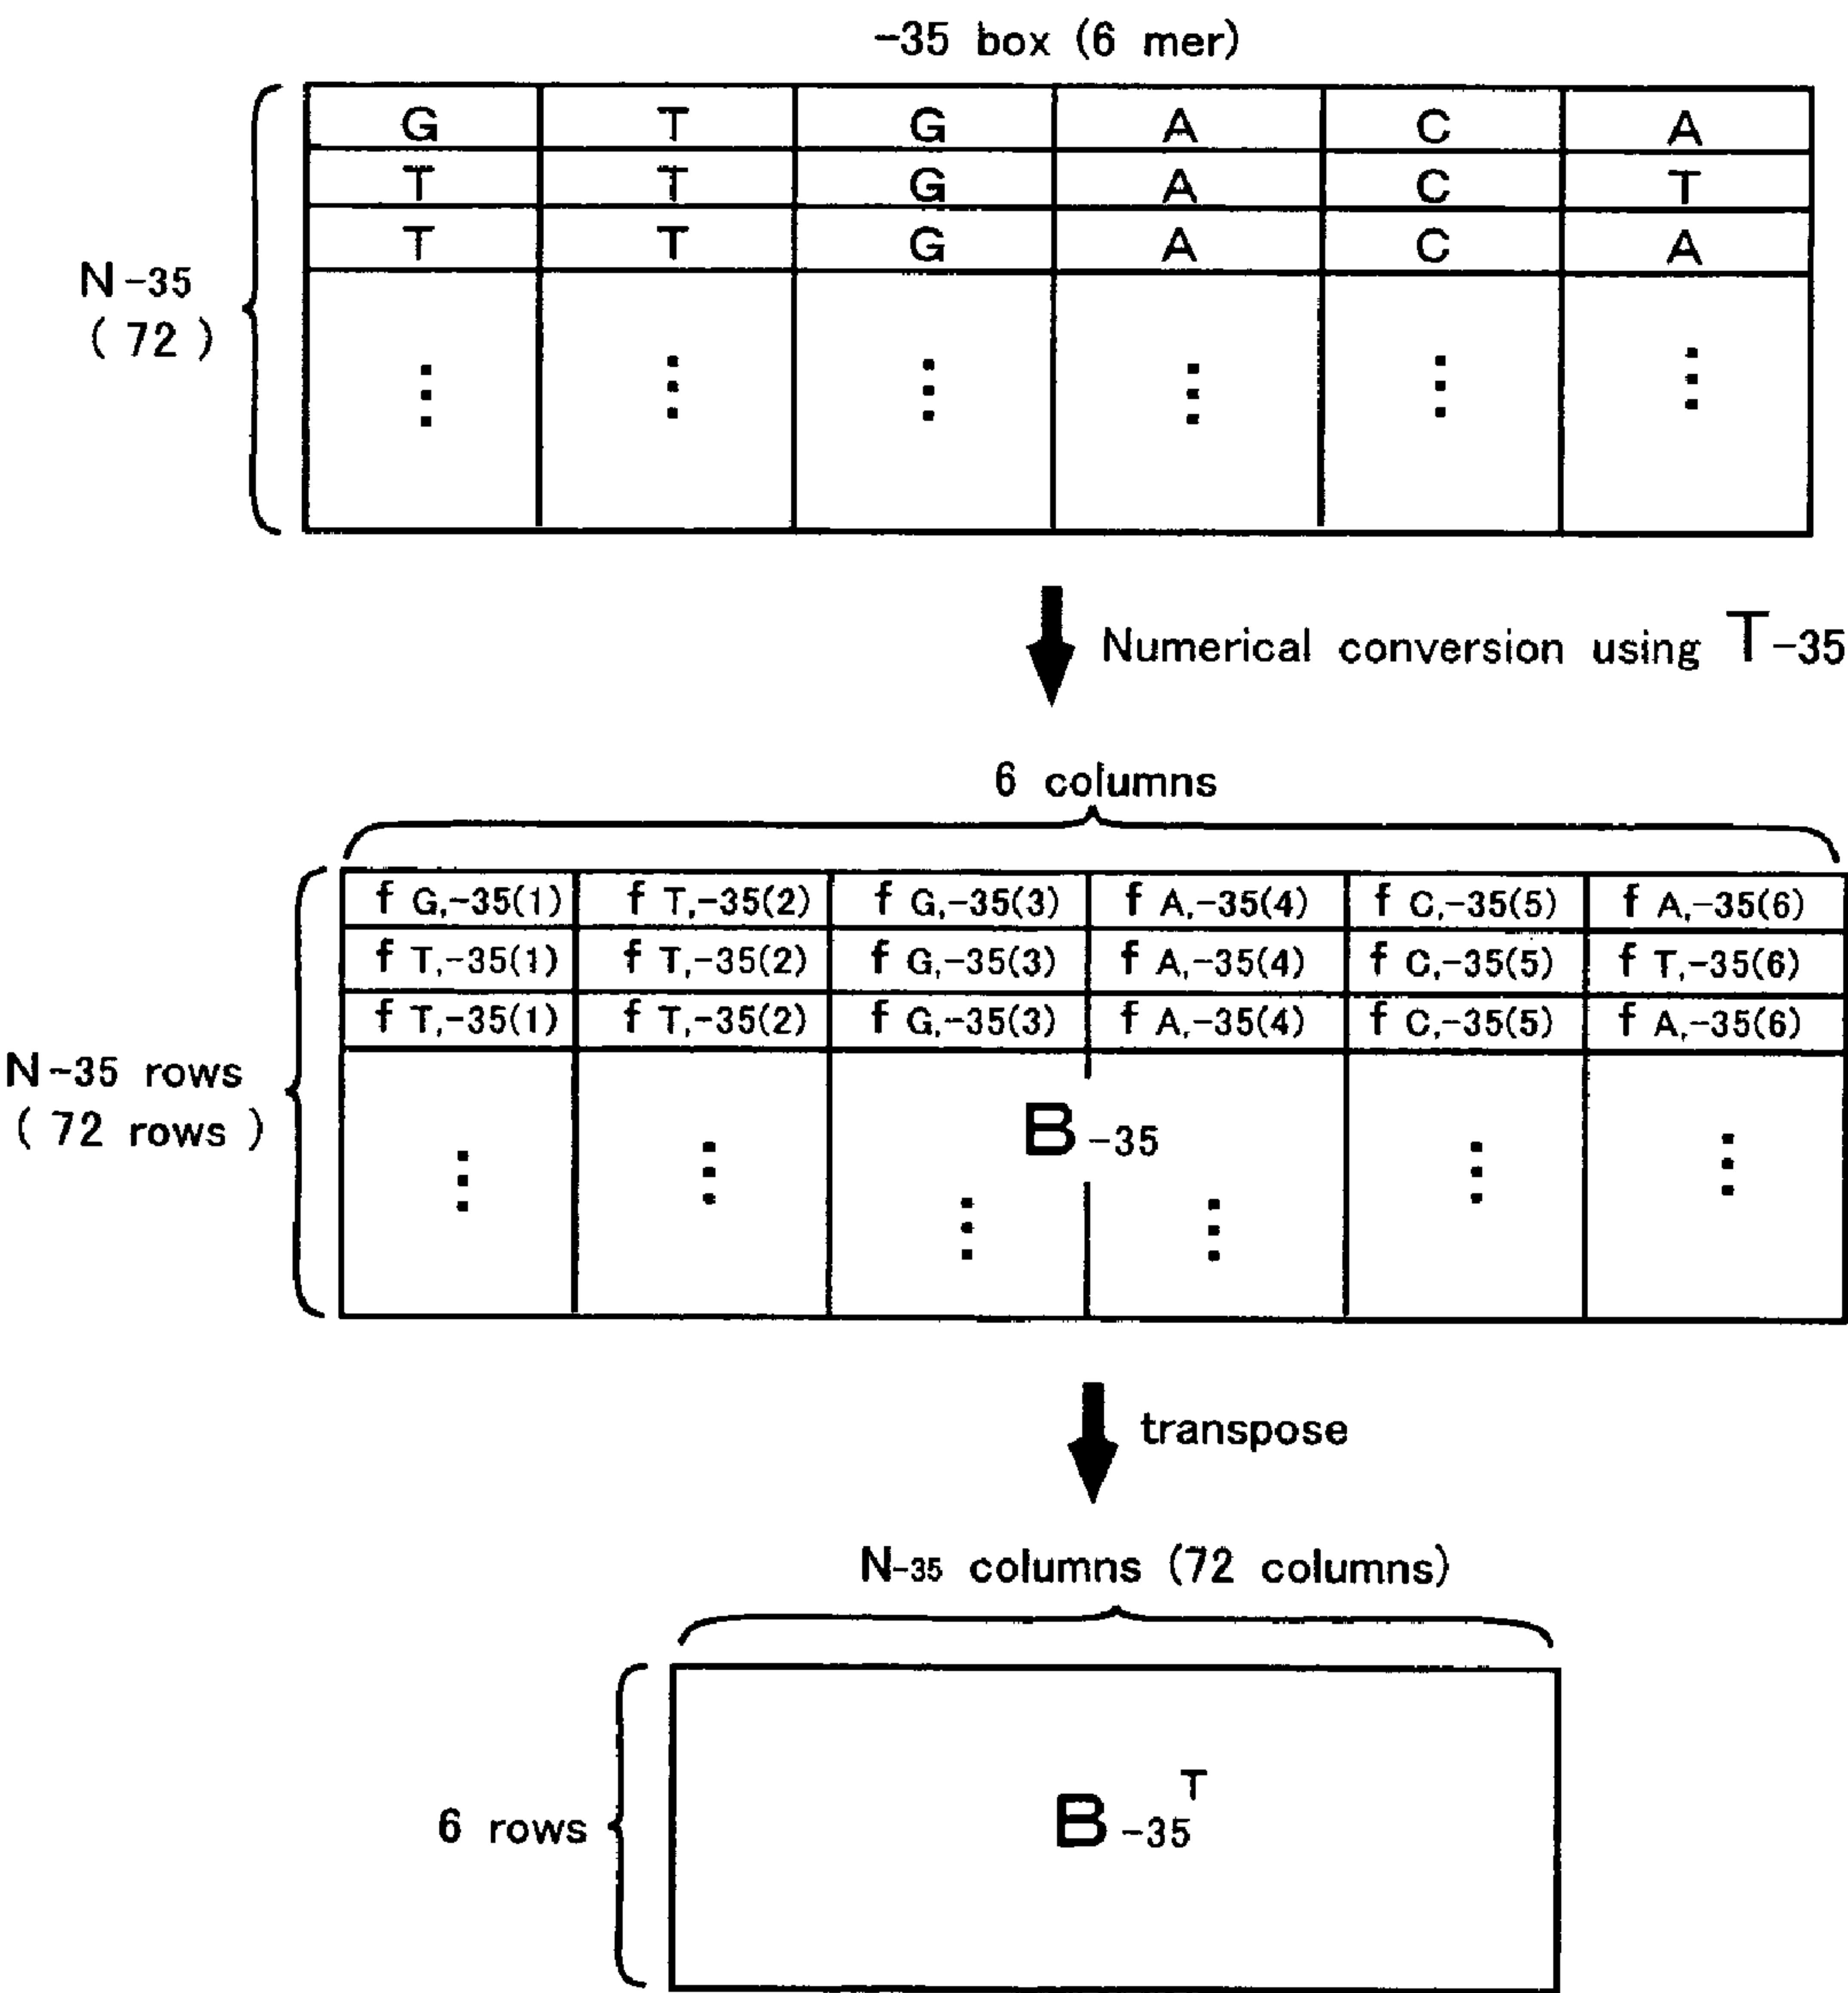 -35 box (6 mer)
G T G A C A
T T G A C T
T T G A C A
N-35
( 72 )
Numerical conversion using T-35
6 columns
f G,-35(1) f T,-35(2) f G,-35(3) f A,-35(4) f C,-35(5) f A,-35(6)
f T,-35(1) f T,-35(2) f G,-35(3) f A,-35(4) f C,-35(5) f T,-35(6)
f T,-35(1) f T,-35(2) f G,-35(3) f A,-35(4) f C,-35(5) f A,-35(6)
N-35 rows
( 72 rows )
B-35
transpose
N-35 columns (72 columns)
6 rows
B-35 T